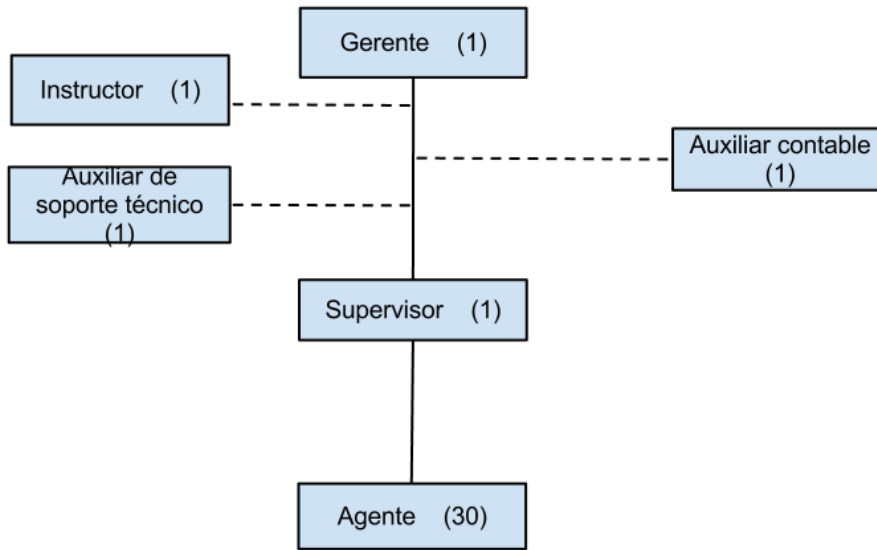 Gerente (1)
Instructor (1)
Auxiliar contable
(1)
Auxiliar de
soporte técnico
(1)
Supervisor (1)
Agente (30)